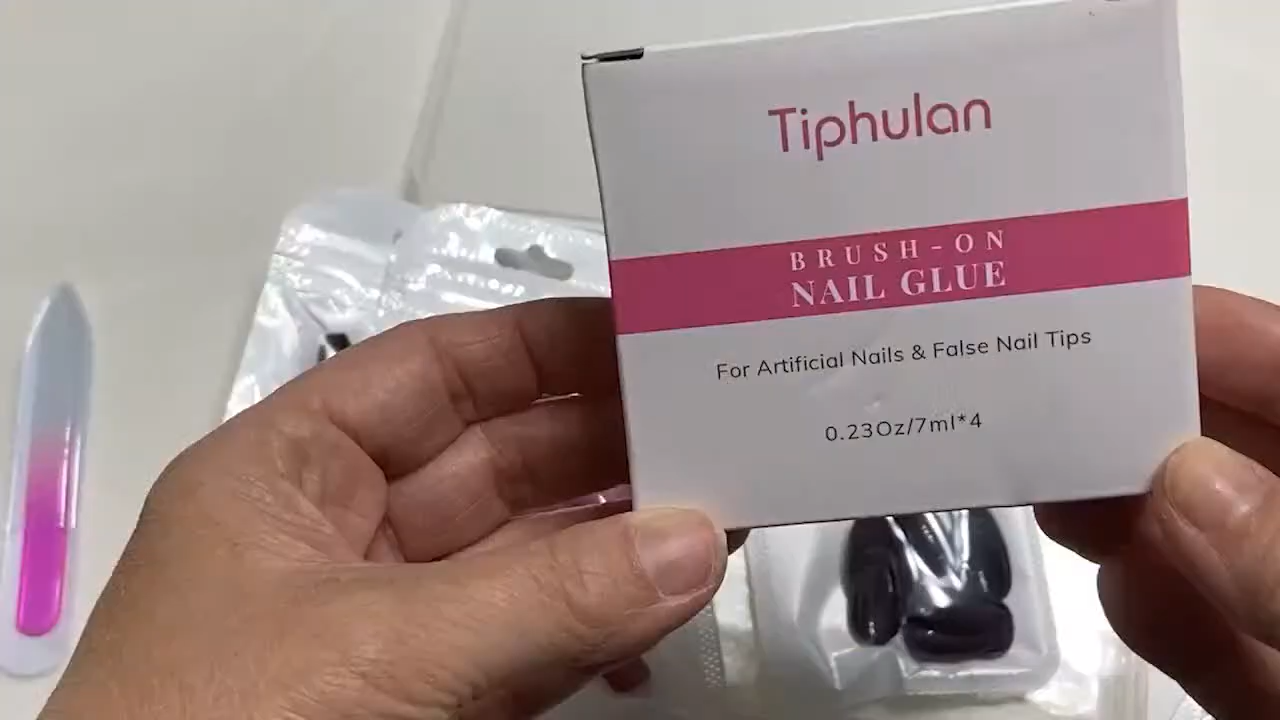 Tiphulan
BRUSH-ON
NAIL GLUE
For Artificial Nails & False Nail Tips
0.23Oz/7ml*4